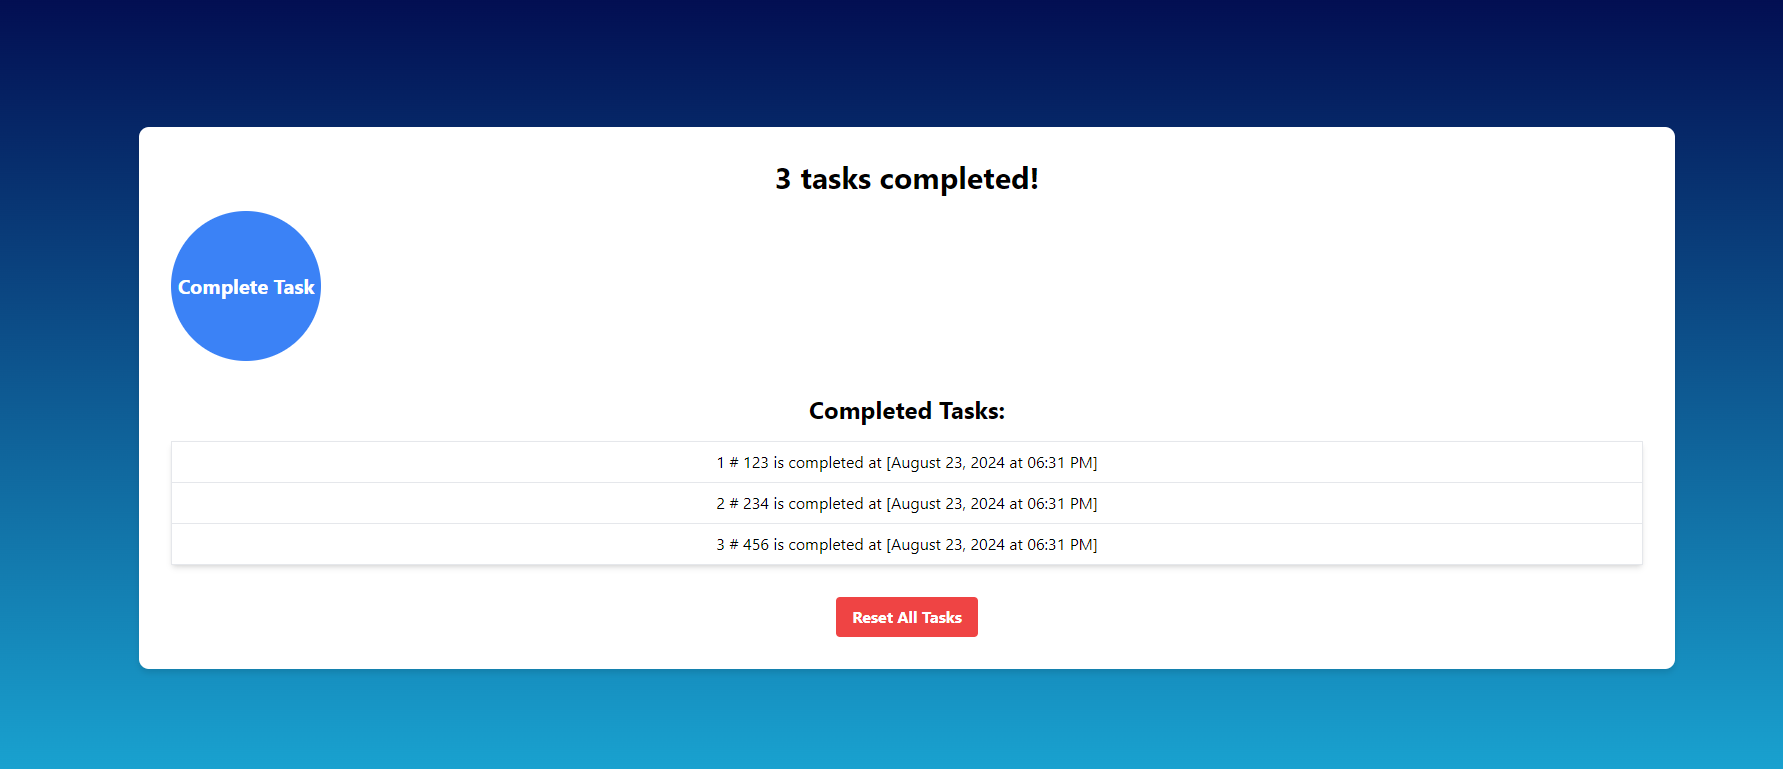 3 tasks completed!
Complete Task
Completed Tasks:
1 # 123 is completed at [August 23, 2024 at 06:31 PM]
2 # 234 is completed at [August 23, 2024 at 06:31 PM]
3 # 456 is completed at [August 23, 2024 at 06:31 PM]
Reset All Tasks